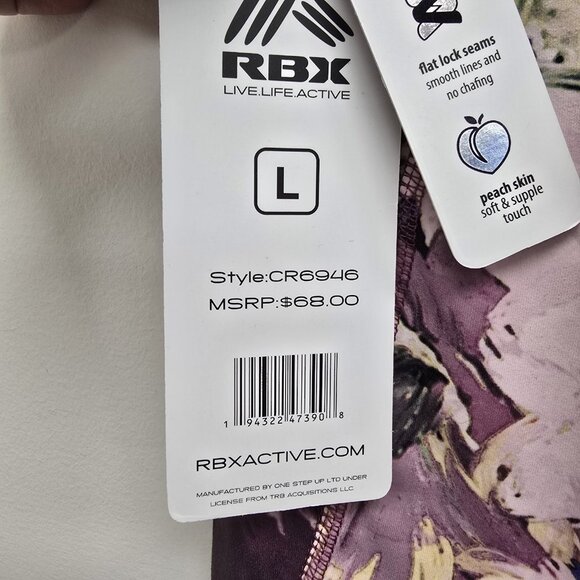 RBX
LIVE.LIFE.ACTIVE
L
Style:CR6946
MSRP:$68.00
1 94322 47390 8
RBXACTIVE.COM
MANUFACTURED BY ONE STEP UP LTD UNDER
LICENSE FROM TRB ACQUISITIONS LLC
flat lock seams
smooth lines and
no chafing
peach skin
soft & supple
touch